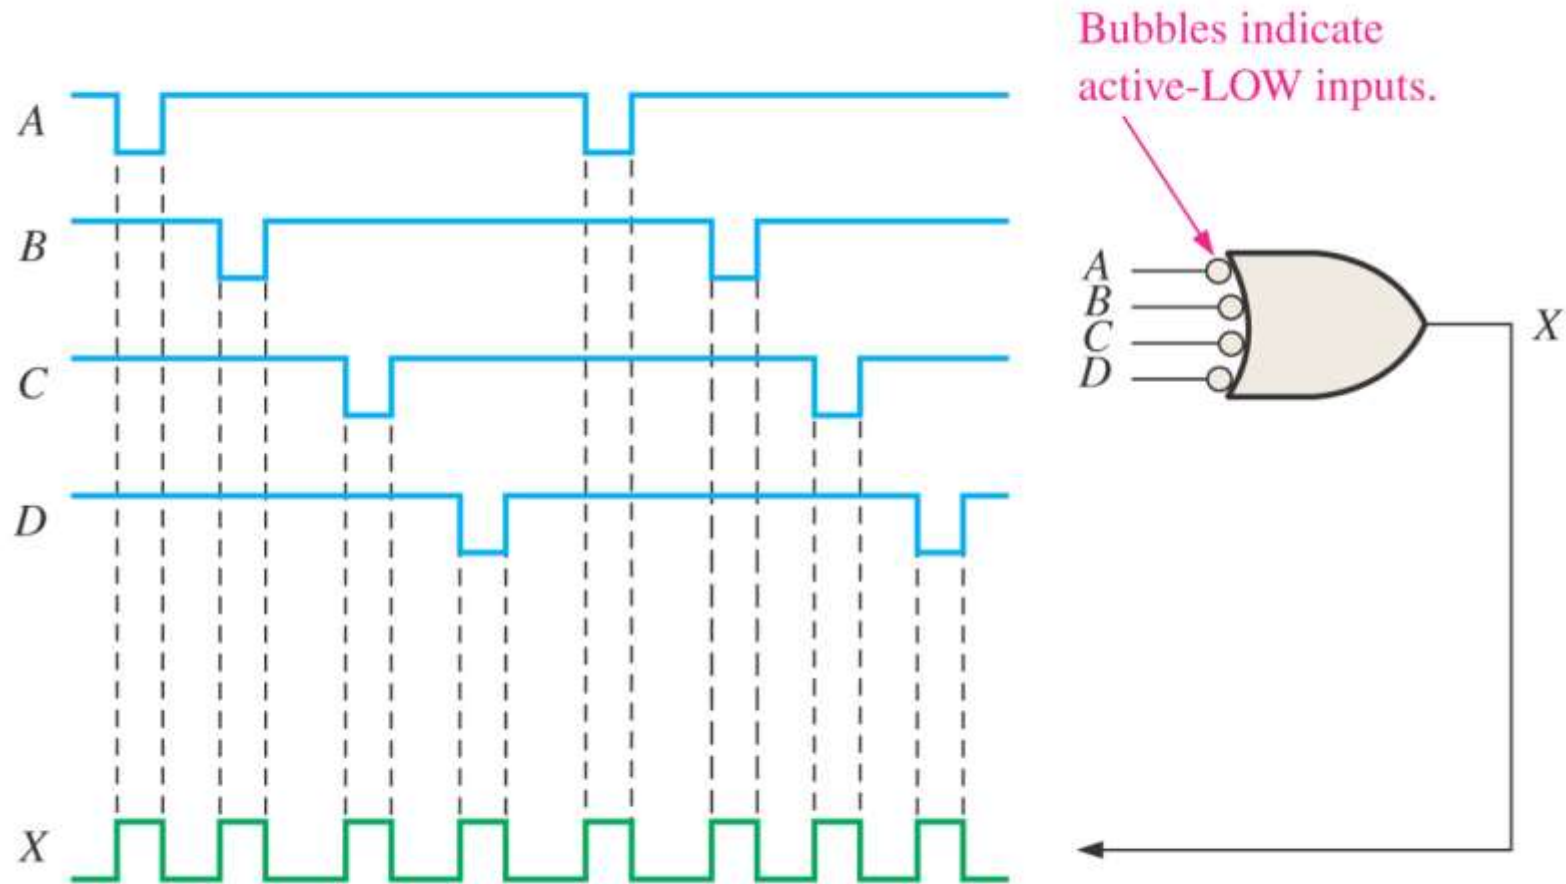 Bubbles indicate
active-LOW inputs.
A
B
C
D
X
A
B
C
D
X